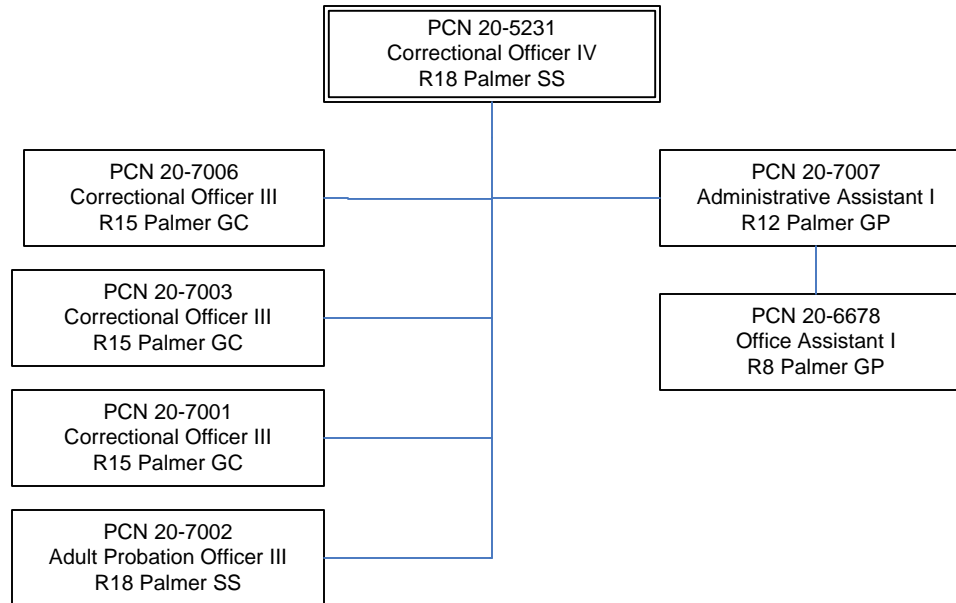 PCN 20-5231
Correctional Officer IV
R18 Palmer SS
PCN 20-7006
Correctional Officer III
R15 Palmer GC
PCN 20-7007
Administrative Assistant I
R12 Palmer GP
PCN 20-7003
Correctional Officer III
R15 Palmer GC
PCN 20-6678
Office Assistant I
R8 Palmer GP
PCN 20-7001
Correctional Officer III
R15 Palmer GC
PCN 20-7002
Adult Probation Officer III
R18 Palmer SS